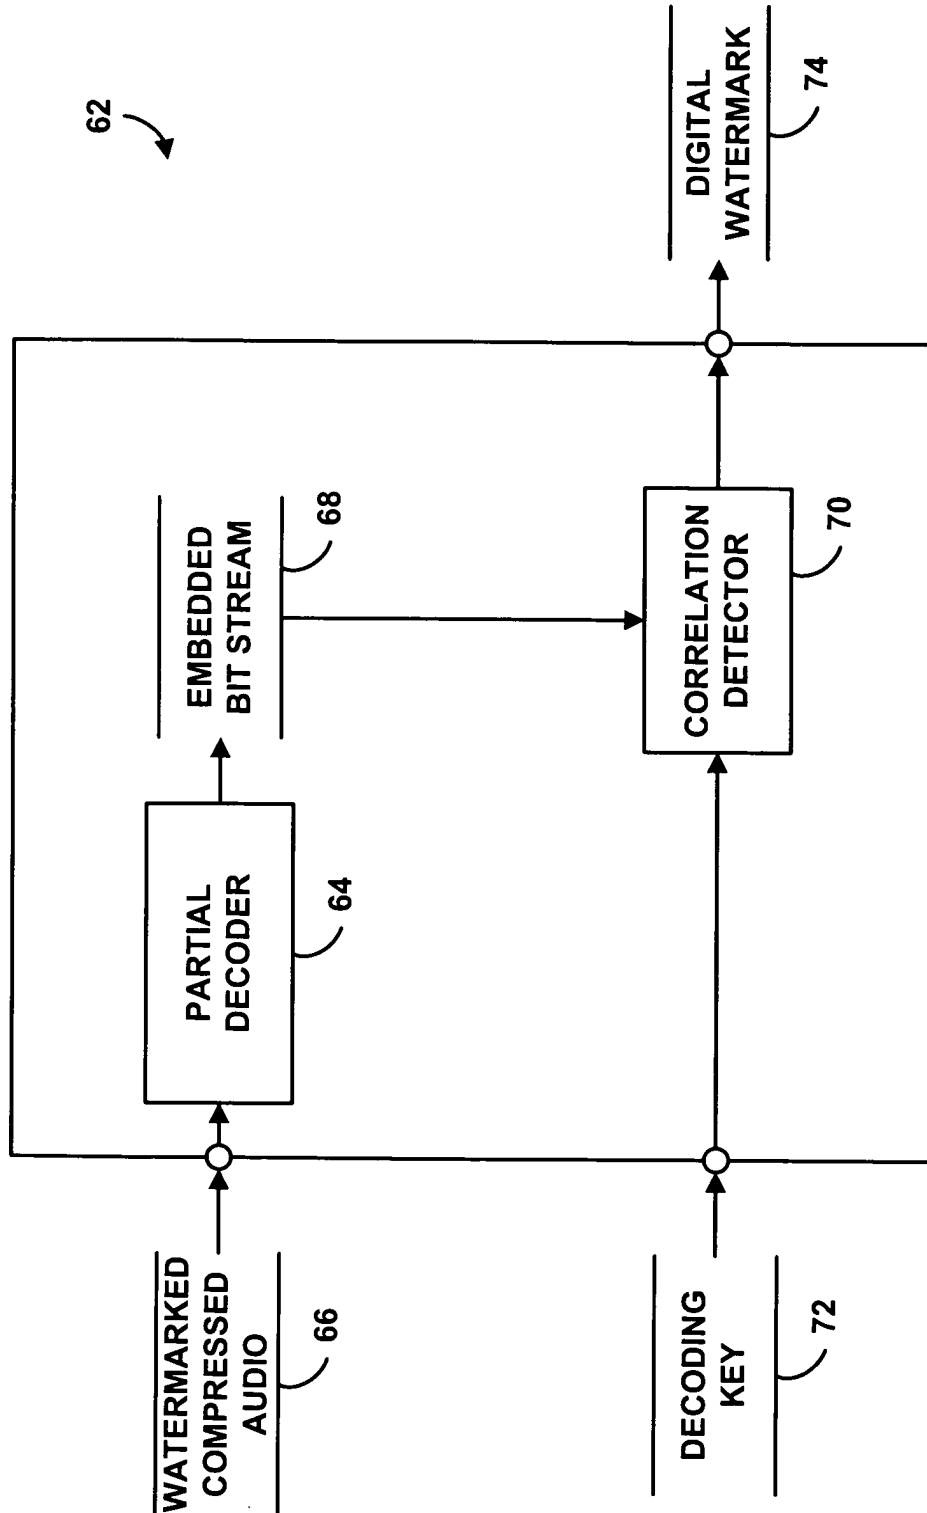 62
WATERMARKED
COMPRESSED
AUDIO
66
PARTIAL
DECODER
64
EMBEDDED
BIT STREAM
68
DECODING
KEY
72
CORRELATION
DETECTOR
70
DIGITAL
WATERMARK
74